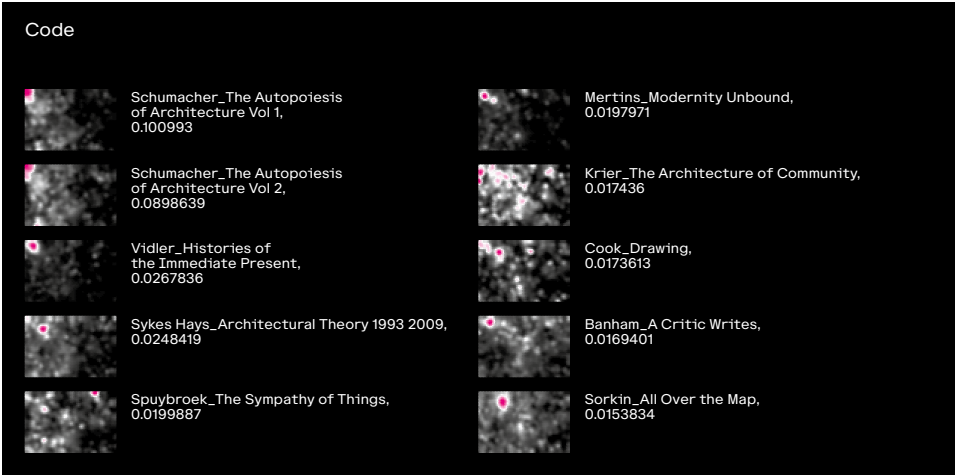 Code
Schumacher_The Autopoiesis
of Architecture Vol 1,
0.100993
Schumacher_The Autopoiesis
of Architecture Vol 2,
0.0898639
Vidler_Histories of
the Immediate Present,
0.0267836
Sykes Hays_Architectural Theory 1993 2009,
0.0248419
Spuybroek_The Sympathy of Things,
0.0199887
Mertins_Modernity Unbound,
0.0197971
Krier_The Architecture of Community,
0.017436
Cook_Drawing,
0.0173613
Banham_A Critic Writes,
0.0169401
Sorkin_All Over the Map,
0.0153834